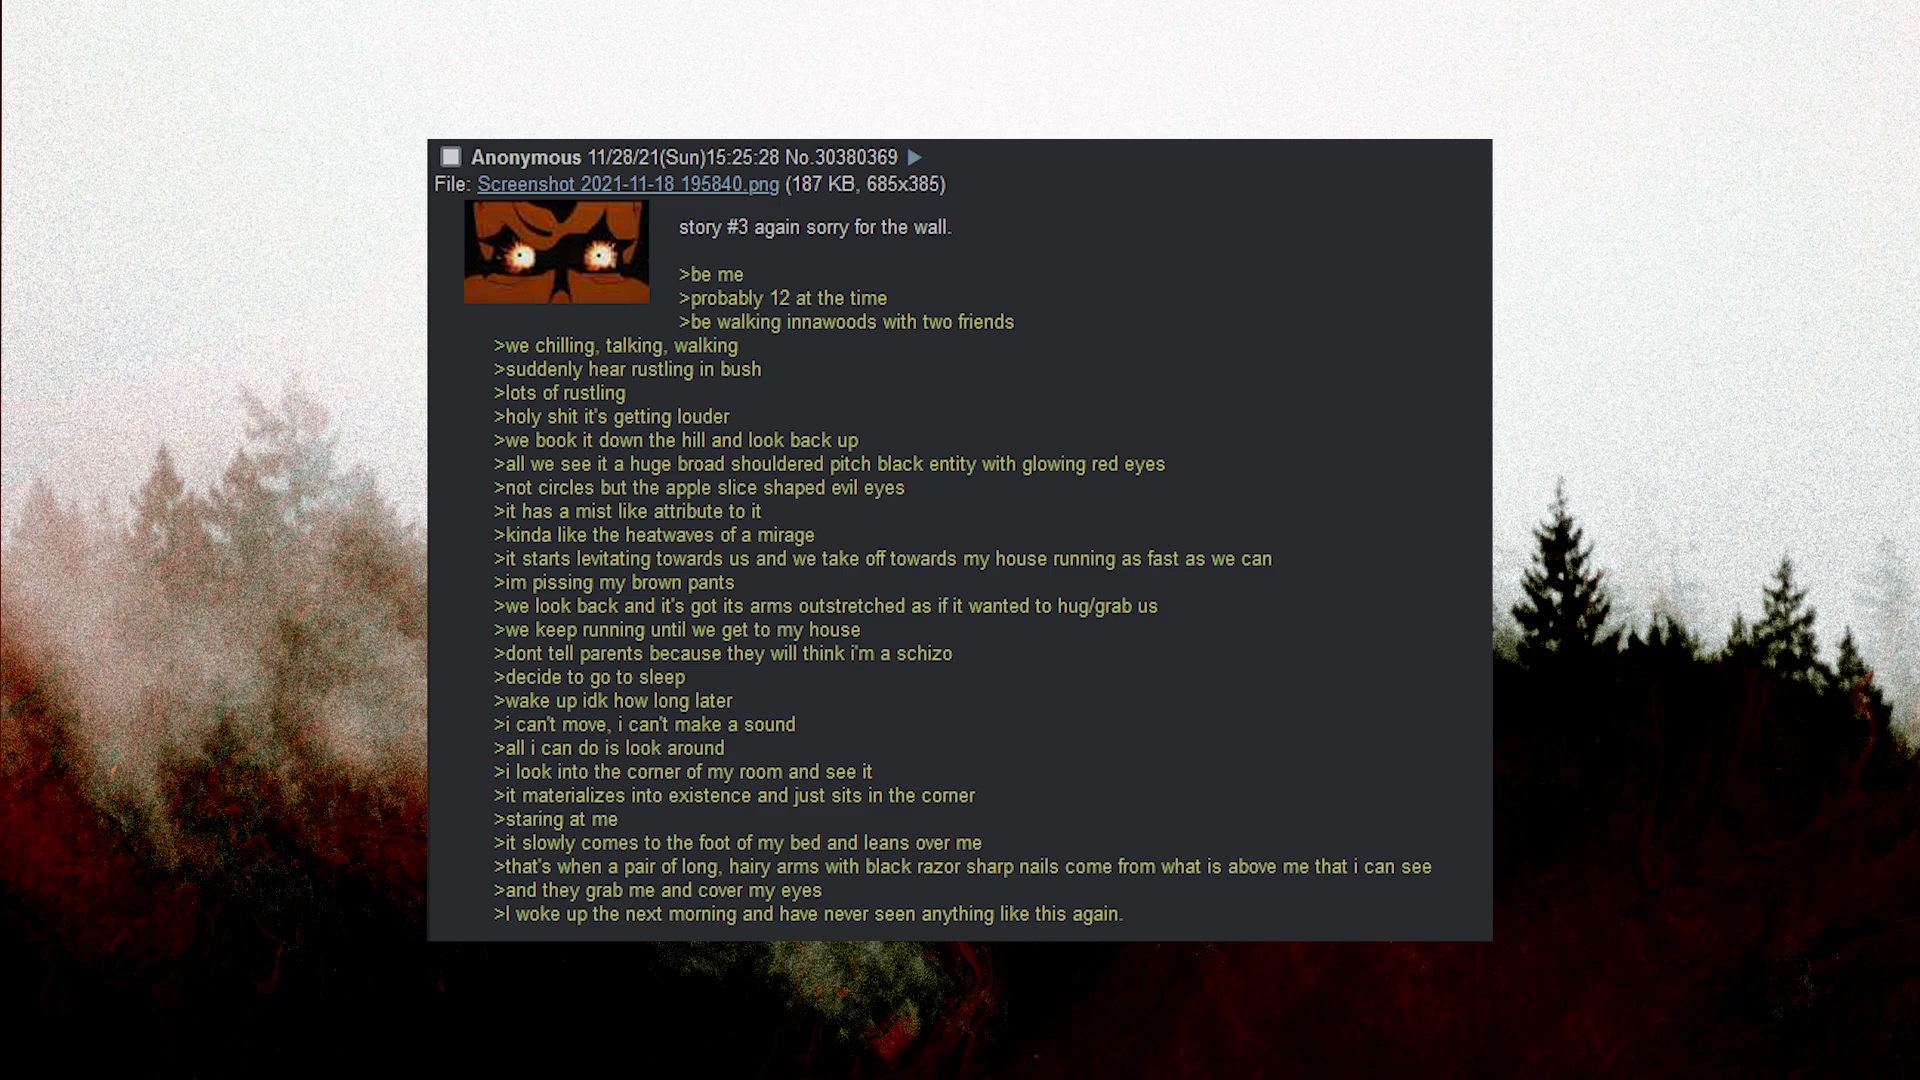 Anonymous 11/28/21(Sun)15:25:28 No.30380369
File: Screenshot 2021-11-18 195840.png (187 KB, 685x385)
story #3 again sorry for the wall.
>be me
>probably 12 at the time
>be walking innawoods with two friends
>we chilling, talking, walking
>suddenly hear rustling in bush
>lots of rustling
>holy shit it's getting louder
>we book it down the hill and look back up
>all we see it a huge broad shouldered pitch black entity with glowing red eyes
>not circles but the apple slice shaped evil eyes
>it has a mist like attribute to it
>kinda like the heatwaves of a mirage
>it starts levitating towards us and we take off towards my house running as fast as we can
>im pissing my brown pants
>we look back and it's got its arms outstretched as if it wanted to hug/grab us
>we keep running until we get to my house
>dont tell parents because they will think i'm a schizo
>decide to go to sleep
>wake up idk how long later
>i can't move, i can't make a sound
>all i can do is look around
>i look into the corner of my room and see it
>it materializes into existence and just sits in the corner
>staring at me
>it slowly comes to the foot of my bed and leans over me
>that's when a pair of long, hairy arms with black razor sharp nails come from what is above me that i can see
>and they grab me and cover my eyes
>I woke up the next morning and have never seen anything like this again.